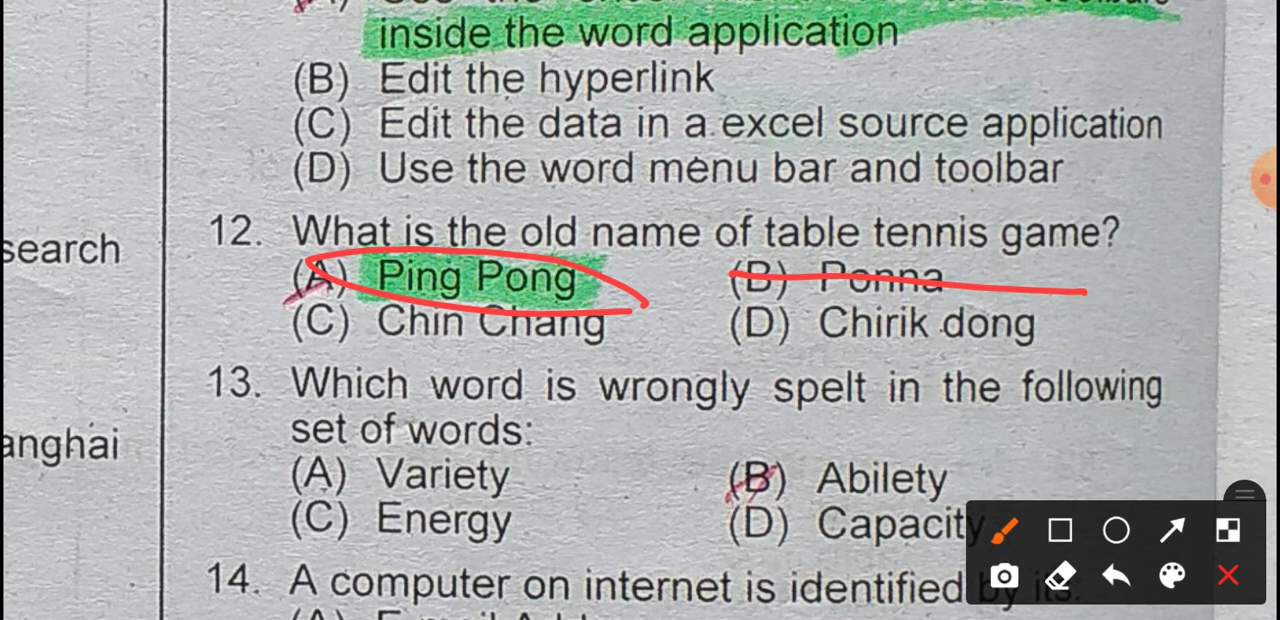 inside the word application
(B) Edit the hyperlink
(C) Edit the data in a excel source application
(D) Use the word menu bar and toolbar
search
12. What is the old name of table tennis game?
(A) Ping Pong (B) Ponna
(C) Chin Chang (D) Chirik dong
13. Which word is wrongly spelt in the following
anghai
set of words:
(A) Variety (B) Abilety
(C) Energy (D) Capacity
14. A computer on internet is identified by its: